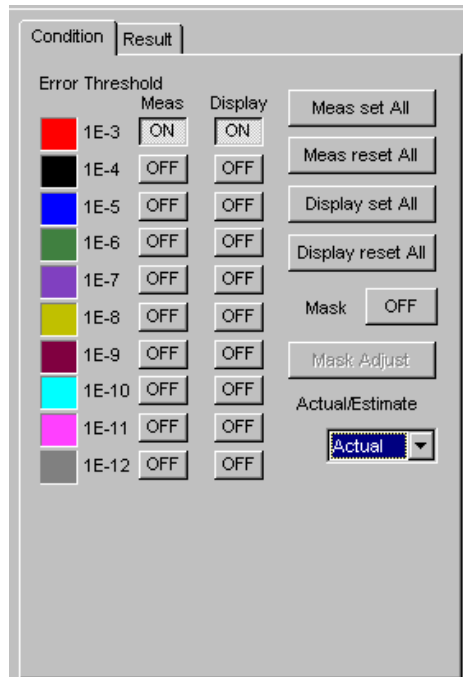 Condition Result
Error Threshold
Meas Display
1E-3 ON ON
1E-4 OFF OFF
1E-5 OFF OFF
1E-6 OFF OFF
1E-7 OFF OFF
1E-8 OFF OFF
1E-9 OFF OFF
1E-10 OFF OFF
1E-11 OFF OFF
1E-12 OFF OFF
Meas set All
Meas reset All
Display set All
Display reset All
Mask OFF
Mask Adjust
Actual/Estimate
Actual